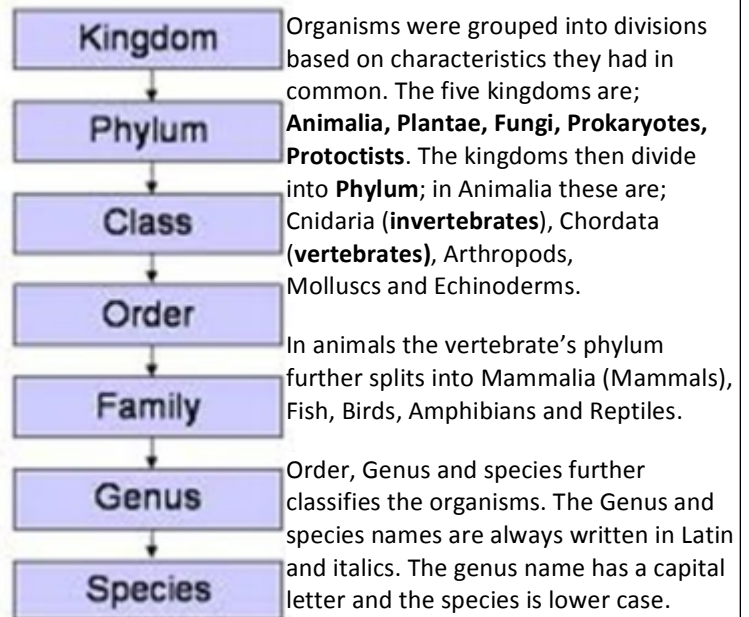 Kingdom
Phylum
Class
Order
Family
Genus
Species
Organisms were grouped into divisions
based on characteristics they had in
common. The five kingdoms are;
Animalia, Plantae, Fungi, Prokaryotes,
Protoctists. The kingdoms then divide
into Phylum; in Animalia these are;
Cnidaria (invertebrates), Chordata
(vertebrates), Arthropods,
Molluscs and Echinoderms.
In animals the vertebrate’s phylum
further splits into Mammalia (Mammals),
Fish, Birds, Amphibians and Reptiles.
Order, Genus and species further
classifies the organisms. The Genus and
species names are always written in Latin
and italics. The genus name has a capital
letter and the species is lower case.